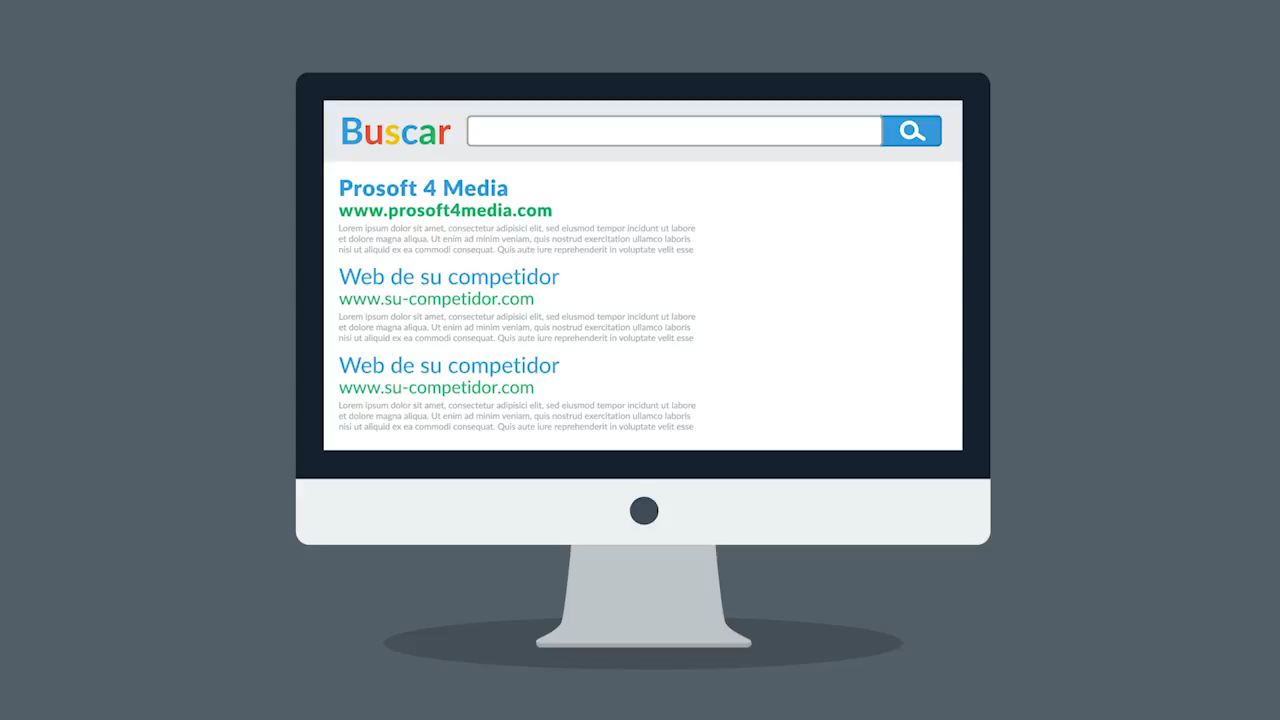 Buscar
Prosoft 4 Media
www.prosoft4media.com
Lorem ipsum dolor sit amet, consectetur adipisici elit, sed eiusmod tempor incidunt ut labore
et dolore magna aliqua. Ut enim ad minim veniam, quis nostrud exercitation ullamco laboris
nisi ut aliquid ex ea commodi consequat. Quis aute iure reprehenderit in voluptate velit esse
Web de su competidor
www.su-competidor.com
Lorem ipsum dolor sit amet, consectetur adipisici elit, sed eiusmod tempor incidunt ut labore
et dolore magna aliqua. Ut enim ad minim veniam, quis nostrud exercitation ullamco laboris
nisi ut aliquid ex ea commodi consequat. Quis aute iure reprehenderit in voluptate velit esse
Web de su competidor
www.su-competidor.com
Lorem ipsum dolor sit amet, consectetur adipisici elit, sed eiusmod tempor incidunt ut labore
et dolore magna aliqua. Ut enim ad minim veniam, quis nostrud exercitation ullamco laboris
nisi ut aliquid ex ea commodi consequat. Quis aute iure reprehenderit in voluptate velit esse